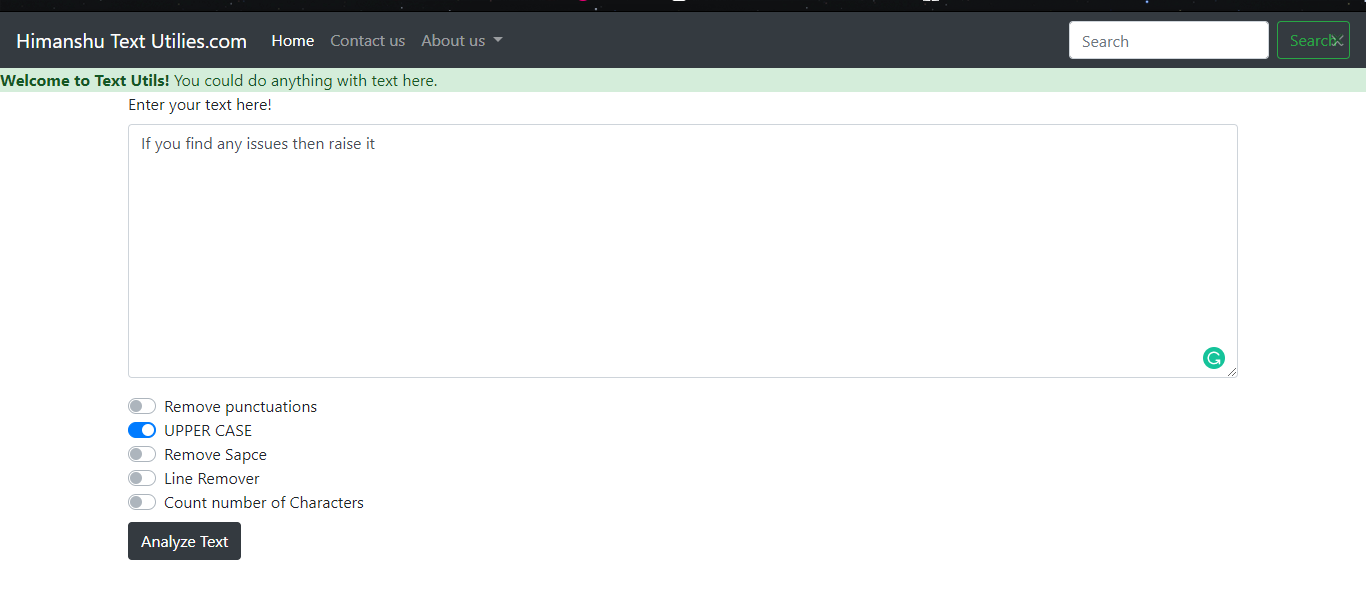 Himanshu Text Utilies.com Home Contact us About us Search Search
Welcome to Text Utils! You could do anything with text here.
Enter your text here!
If you find any issues then raise it
Remove punctuations
UPPER CASE
Remove Sapce
Line Remover
Count number of Characters
Analyze Text